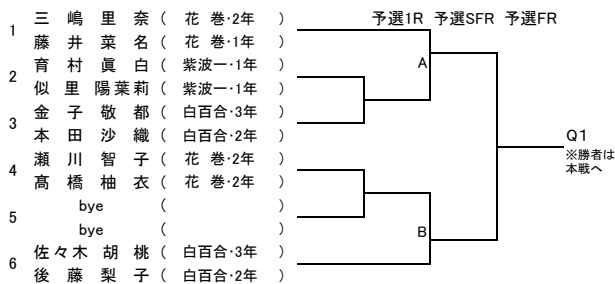 予選1R 予選SFR 予選FR
1 三 嶋 里 奈 ( 花 巻・2年 )
藤 井 菜 名 ( 花 巻・1年 )
2 育 村 眞 白 ( 紫波一・1年 )
似 里 陽葉莉 ( 紫波一・1年 )
3 金 子 敬 都 ( 白百合・3年 )
本 田 沙 織 ( 白百合・2年 )
4 瀬 川 智 子 ( 花 巻・2年 )
髙 橋 柚 衣 ( 花 巻・2年 )
5 bye ( )
bye ( )
6 佐々木 胡 桃 ( 白百合・3年 )
後 藤 梨 子 ( 白百合・2年 )
A
B
Q1
※勝者は
本戦へ